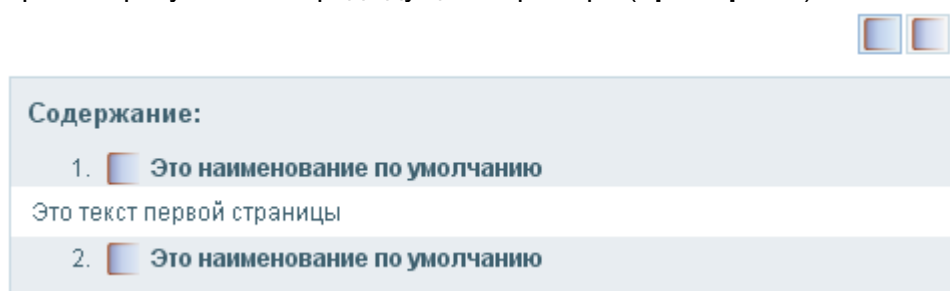 Содержание:
1. Это наименование по умолчанию
Это текст первой страницы
2. Это наименование по умолчанию